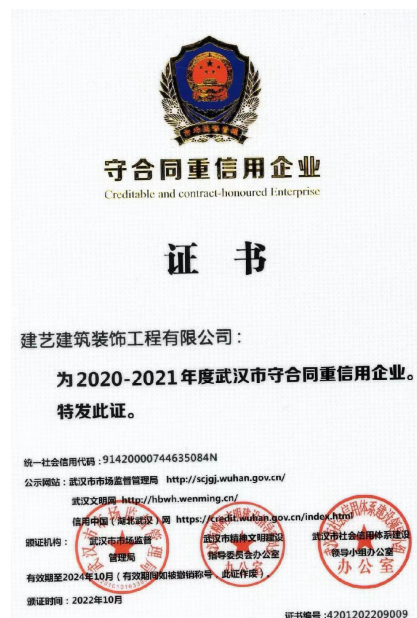 守合同重信用企业
Creditable and contract-honoured Enterprise
证 书
建艺建筑装饰工程有限公司：
为2020-2021年度武汉市守合同重信用企业。
特发此证。
统一社会信用代码：91420000744635084N
公示网站：武汉市市场监督管理局 http://scjgj.wuhan.gov.cn/
武汉文明网 http://hbwh.wenming.cn/
信用中国（湖北武汉）网 https://credit.wuhan.gov.cn/index.html
颁证机构： 武汉市市场监督 武汉市精神文明建设 武汉市社会信用体系建设
管理局 指导委员会办公室 领导小组办公室
办公室 办公室
有效期至2024年10月（有效期间如被撤销称号，此证作废）。
颁证时间：2022年10月
证书编号：4201202209009